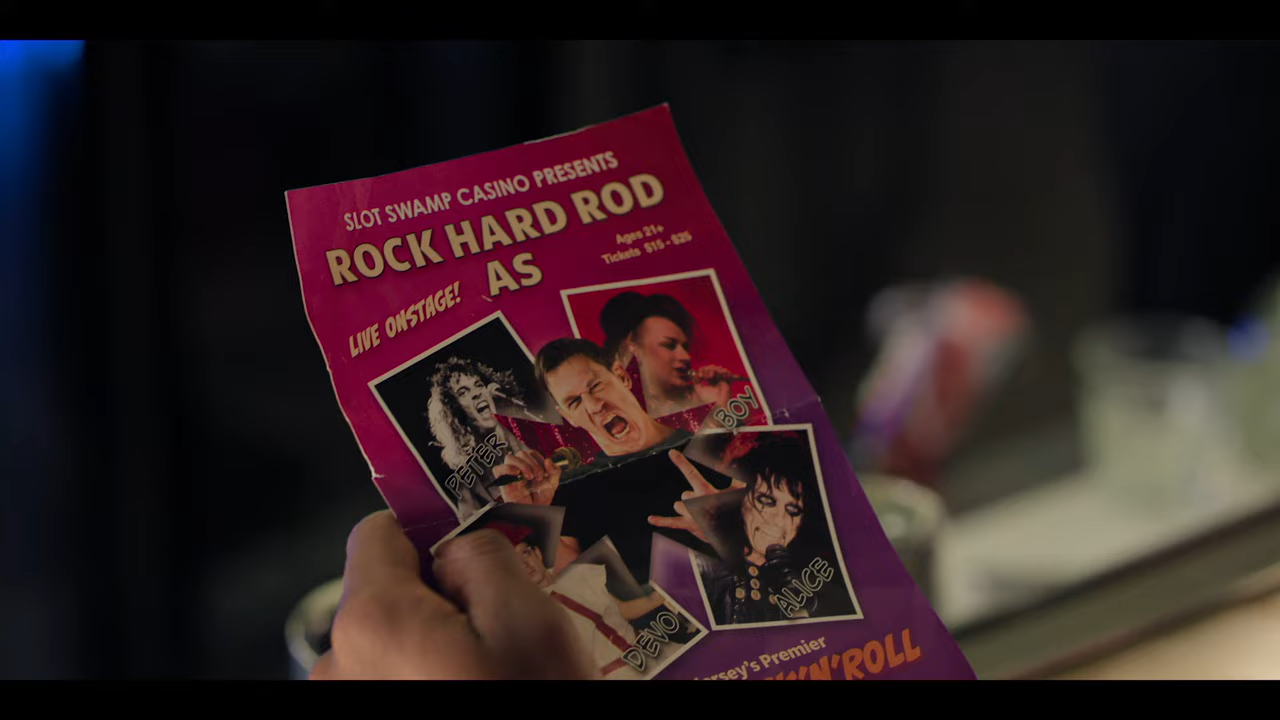 SLOT SWAMP CASINO PRESENTS
ROCK HARD ROD
Ages 21+
Tickets $15 - $25
AS
LIVE ONSTAGE!
BOY
PETER
ALICE
DEVO
Premier
'N'ROLL